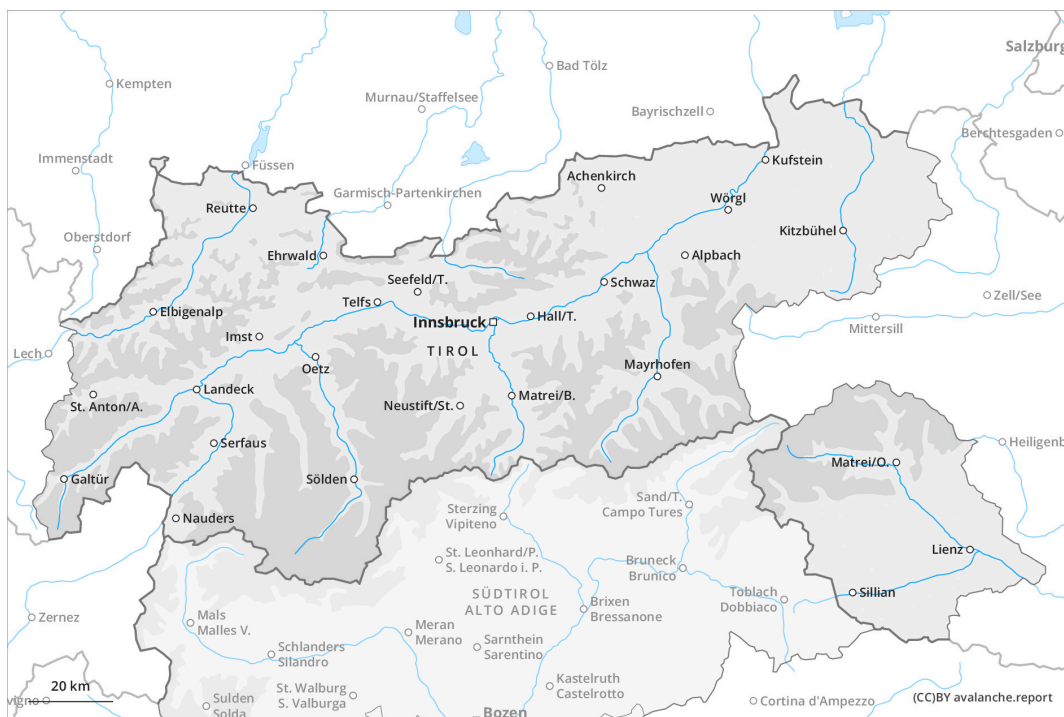 Salzburg
Kempten
Bad Tölz
Murnau/Staffelsee
Bayrischzell
Berchtesgaden
Immenstadt
Füssen
Kufstein
Achenkirch
Garmisch-Partenkirchen
Reutte
Wörgl
Kitzbühel
Oberstdorf
Ehrwald
Alpbach
Seefeld/T.
Schwaz
Zell/See
Telfs
Elbigenalp
Hall/T.
Innsbruck
Mittersill
Imst
TIROL
Lech
Oetz
Mayrhofen
Landeck
St. Anton/A.
Neustift/St.
Matrei/B.
Serfaus
Heiligenb
Matrei/O.
Galtür
Sölden
Sand/T.
Campo Tures
Sterzing
Vipiteno
Nauders
Lienz
St. Leonhard/P.
S. Leonardo i. P.
Bruneck
Brunico
SÜDTIROL
ALTO ADIGE
Sillian
Toblach
Dobbiaco
Brixen
Bressanone
Zernez
Mals
Malles V.
Meran
Merano
Sarnthein
Sarentino
Schlanders
Silandro
20 km
Kastelruth
Castelrotto
St. Walburg
S. Valburga
vigno
Sulden
Solda
Cortina d'Ampezzo
(CC)BY avalanche.report
Bozen